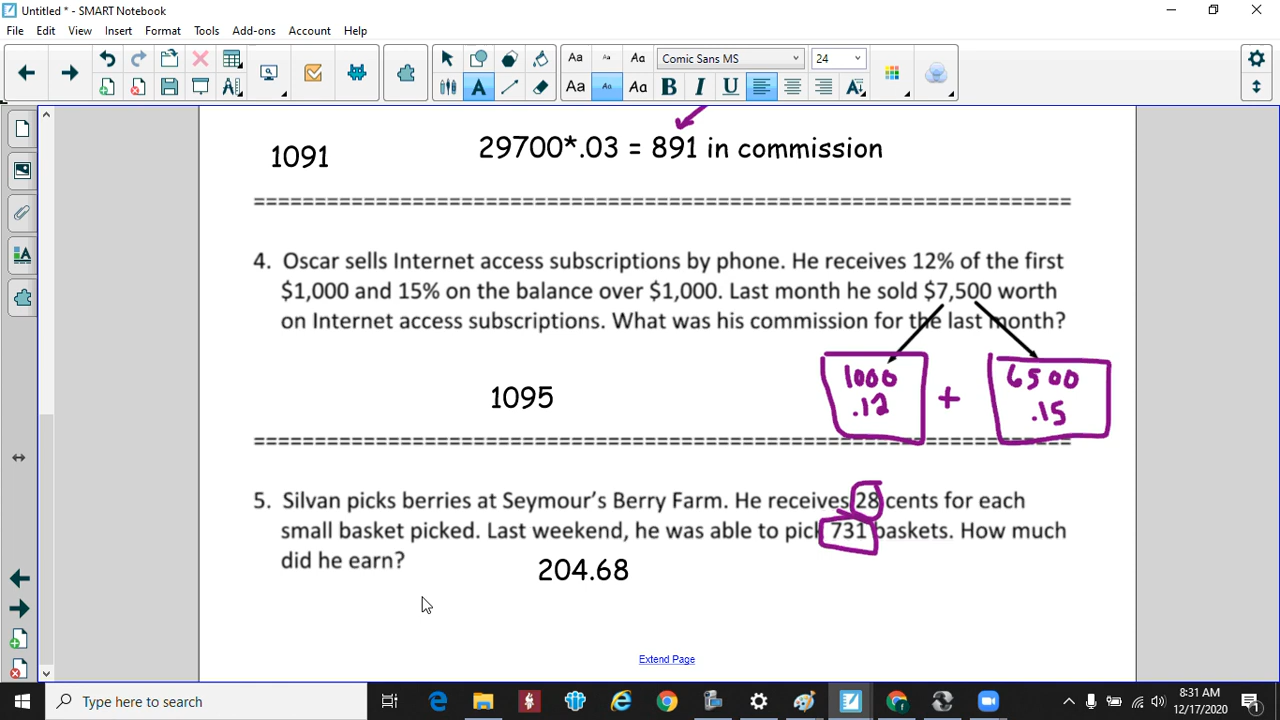 Untitled * - SMART Notebook
File Edit View Insert Format Tools Add-ons Account Help
Comic Sans MS 24
29700*.03 = 891 in commission
1091
================================================================
4. Oscar sells Internet access subscriptions by phone. He receives 12% of the first
$1,000 and 15% on the balance over $1,000. Last month he sold $7,500 worth
on Internet access subscriptions. What was his commission for the last month?
1000 + 6500
.12 .15
1095
================================================================
5. Silvan picks berries at Seymour's Berry Farm. He receives 28 cents for each
small basket picked. Last weekend, he was able to pick 731 baskets. How much
did he earn?
204.68
Extend Page
Type here to search
8:31 AM
12/17/2020